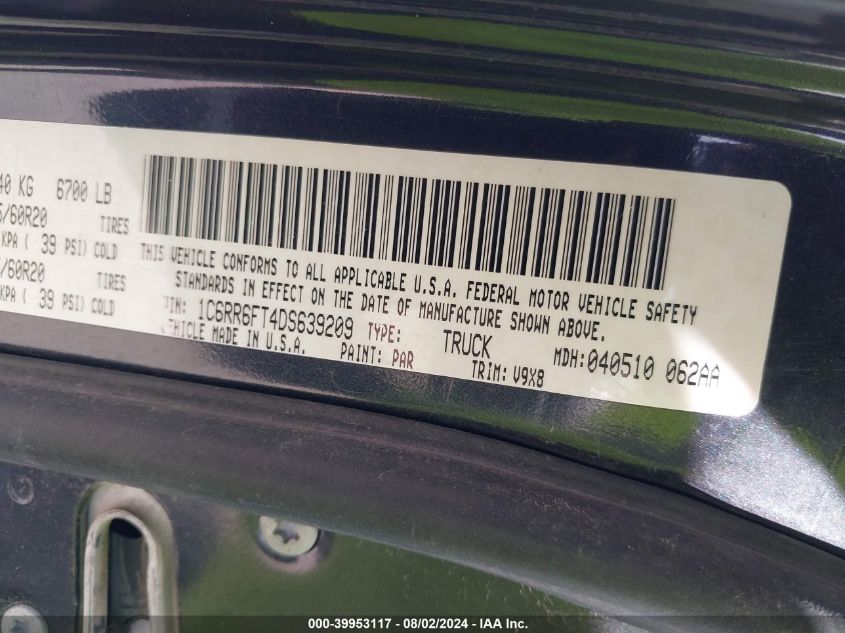 40 KG 6700 LB
5/60R20 TIRES
KPA ( 39 PSI) COLD
/60R20 TIRES
KPA ( 39 PSI) COLD
THIS VEHICLE CONFORMS TO ALL APPLICABLE U.S.A. FEDERAL MOTOR VEHICLE SAFETY
STANDARDS IN EFFECT ON THE DATE OF MANUFACTURE SHOWN ABOVE.
VIN: 1C6RR6FT4DS639209 TYPE: TRUCK MDH:040510 062AA
VEHICLE MADE IN U.S.A. PAINT: PAR TRIM: V9X8
000-39953117 - 08/02/2024 - IAA Inc.